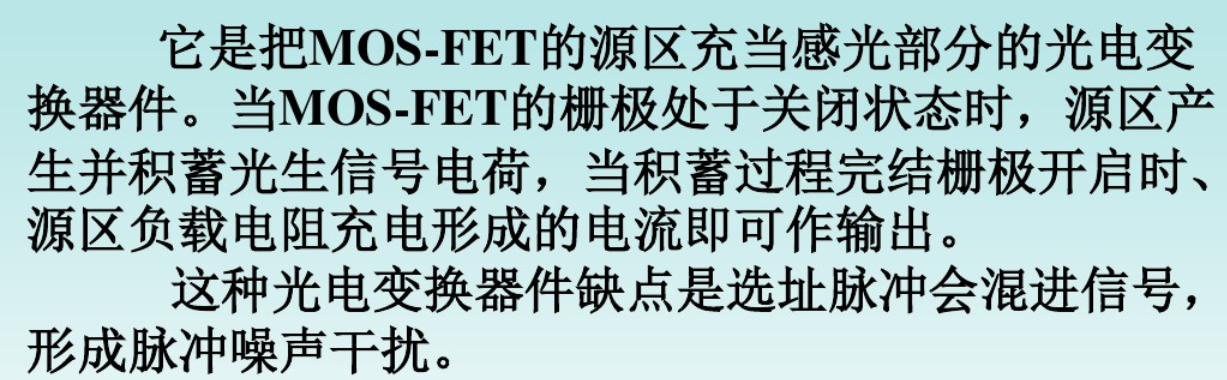 它是把MOS-FET的源区充当感光部分的光电变
换器件。当MOS-FET的栅极处于关闭状态时，源区产
生并积蓄光生信号电荷，当积蓄过程完结栅极开启时、
源区负载电阻充电形成的电流即可作输出。
这种光电变换器件缺点是选址脉冲会混进信号，
形成脉冲噪声干扰。